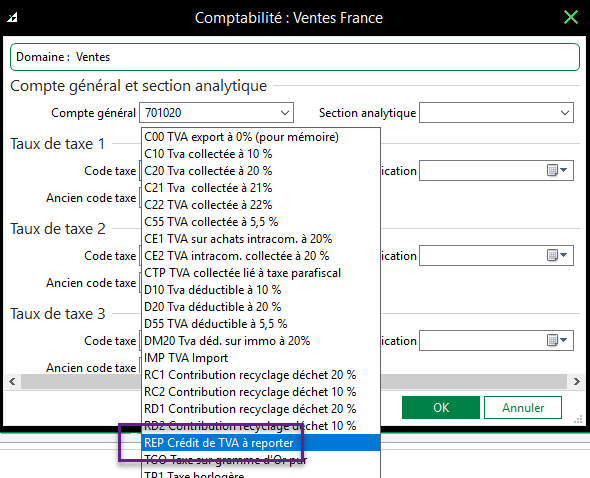 Comptabilité : Ventes France
Domaine : Ventes
Compte général et section analytique
Compte général 701020 Section analytique
Taux de taxe 1
Code taxe ication
Ancien code taxe
Taux de taxe 2
Code taxe ication
Ancien code taxe
Taux de taxe 3
Code taxe ication
Ancien code taxe
C00 TVA export à 0% (pour mémoire)
C10 Tva collectée à 10 %
C20 Tva collectée à 20 %
C21 Tva collectée à 21%
C22 TVA collectée à 22%
C55 TVA collectée à 5,5 %
CE1 TVA sur achats intracom. à 20%
CE2 TVA intracom. collectée à 20 %
CTP TVA collectée lié à taxe parafiscal
D10 Tva déductible à 10 %
D20 Tva déductible à 20 %
D55 TVA déductible à 5,5 %
DM20 Tva déd. sur immo à 20%
IMP TVA Import
RC1 Contribution recyclage déchet 20 %
RC2 Contribution recyclage déchet 10 %
RD1 Contribution recyclage déchet 20 %
RD2 Contribution recyclage déchet 10 %
REP Crédit de TVA à reporter
TGO Taxe sur gramme d'Or pur
TP1 Taxe horlogère
OK Annuler